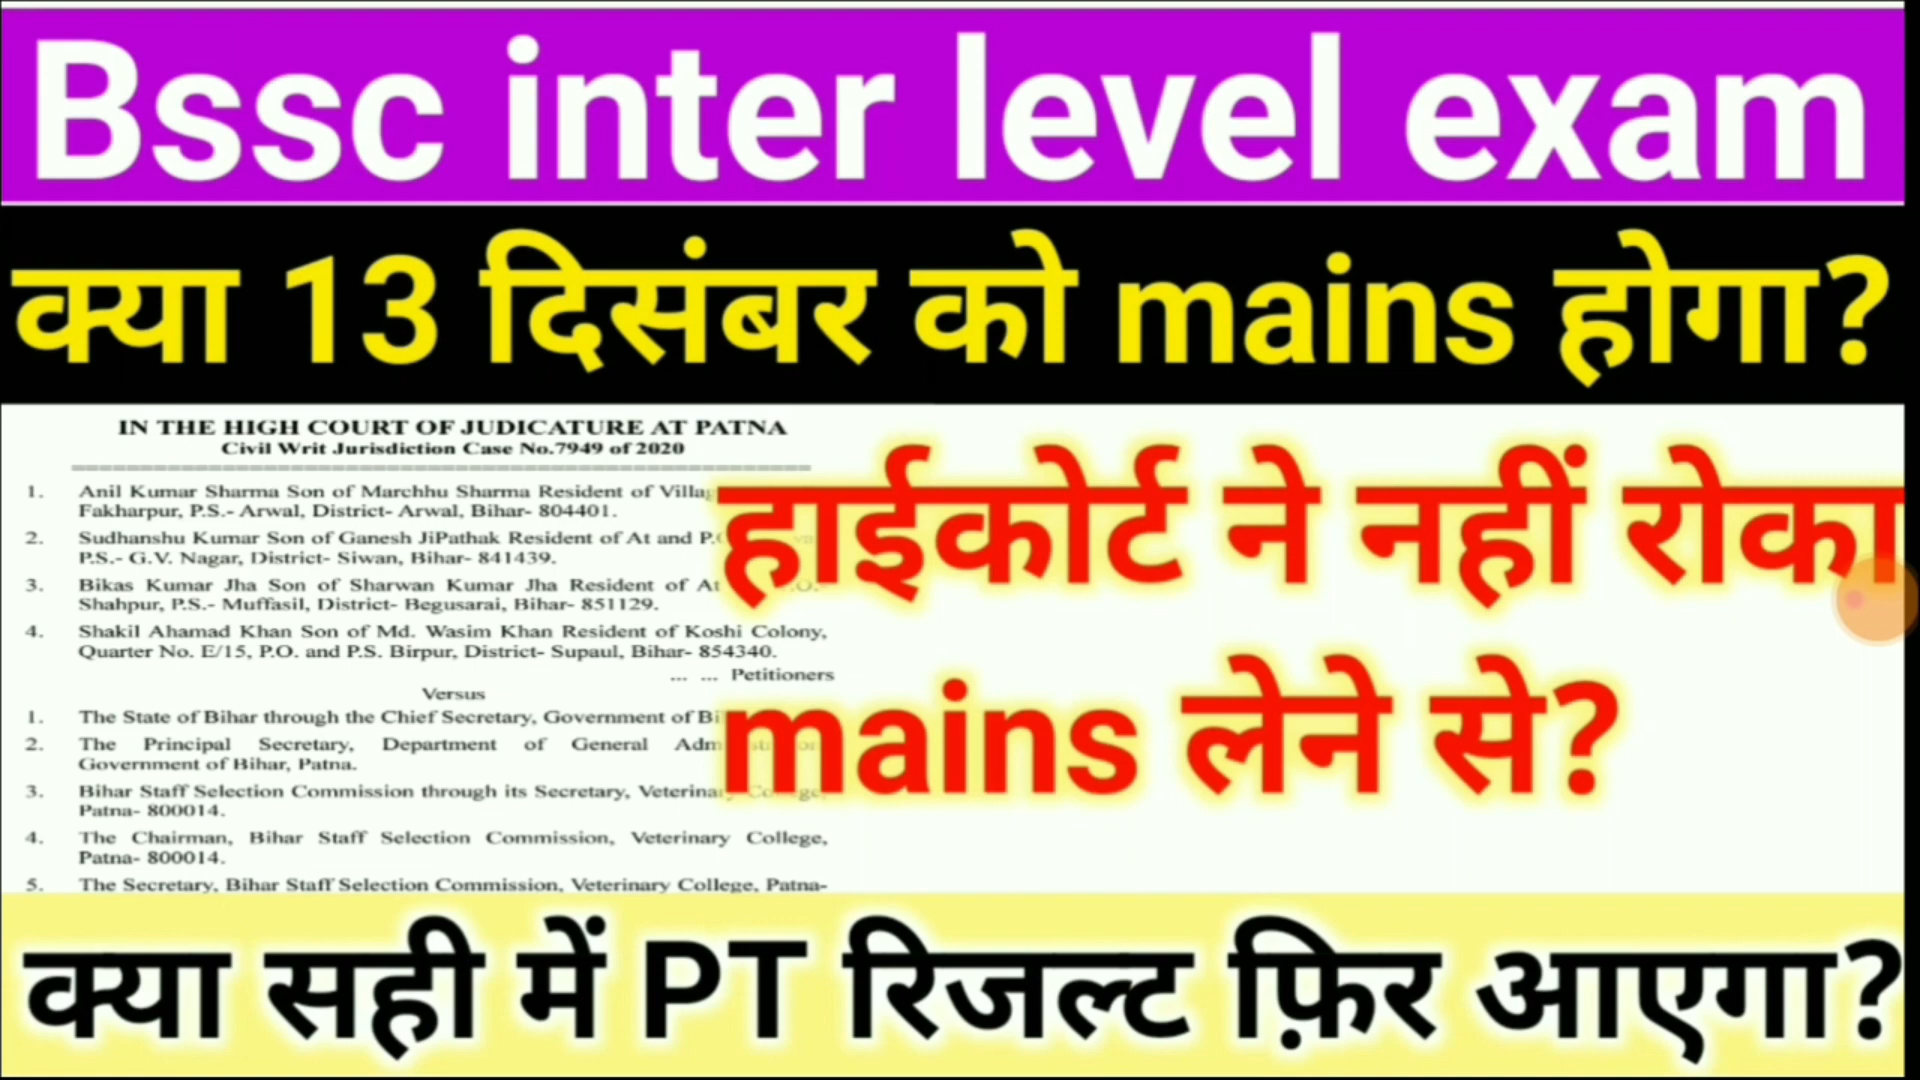 Bssc inter level exam
क्या 13 दिसंबर को mains होगा?
IN THE HIGH COURT OF JUDICATURE AT PATNA
Civil Writ Jurisdiction Case No.7949 of 2020
1. Anil Kumar Sharma Son of Marchhu Sharma Resident of
Fakharpur, P.S.- Arwal, District- Arwal, Bihar- 804401.
2. Sudhanshu Kumar Son of Ganesh JiPathak Resident of At and
P.S.- G.V. Nagar, District- Siwan, Bihar- 841439.
3. Bikas Kumar Jha Son of Sharwan Kumar Jha Resident of At
Shahpur, P.S.- Muffasil, District- Begusarai, Bihar- 851129.
4. Shakil Ahamad Khan Son of Md. Wasim Khan Resident of Koshi Colony,
Quarter No. E/15, P.O. and P.S. Birpur, District- Supaul, Bihar- 854340.
... ... Petitioners
Versus
1. The State of Bihar through the Chief Secretary, Government of
2. The Principal Secretary, Department of General
Government of Bihar, Patna.
3. Bihar Staff Selection Commission through its Secretary,
Patna- 800014.
4. The Chairman, Bihar Staff Selection Commission, Veterinary College,
Patna- 800014.
5. The Secretary, Bihar Staff Selection Commission, Veterinary College, Patna-
हाईकोर्ट ने नहीं रोका
mains लेने से?
क्या सही में PT रिजल्ट फ़िर आएगा?